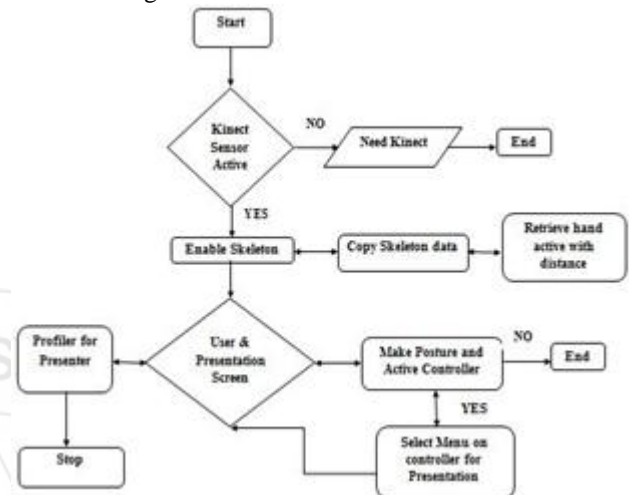 Start
Kinect
Sensor
Active
NO
Need Kinect
End
YES
Enable Skeleton
Copy Skeleton data
Retrieve hand
active with
distance
Profiler for
Presenter
User &
Presentation
Screen
Make Posture and
Active Controller
NO
End
YES
Stop
Select Menu on
controller for
Presentation